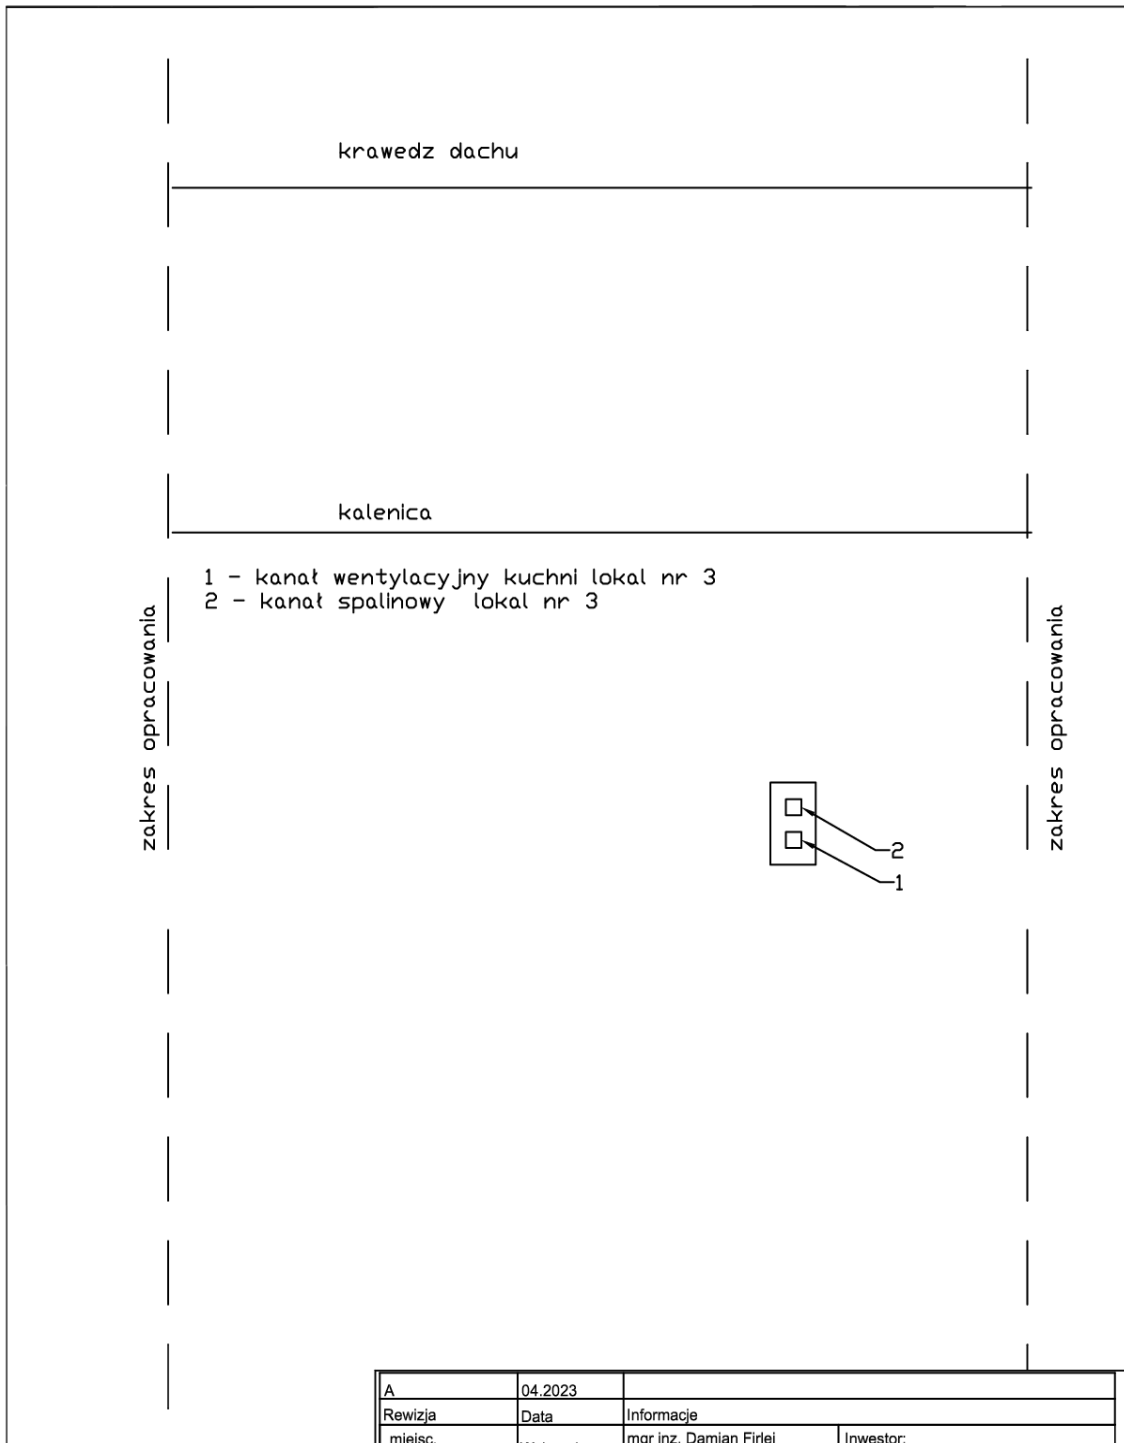 krawedz dachu
kalenica
1 - kanał wentylacyjny kuchni lokal nr 3
2 - kanał spalinowy lokal nr 3
zakres opracowania
zakres opracowania
2
1
A 04.2023
Rewizja Data Informacje
miejsc. mgr inz. Damian Firlej Inwestor: